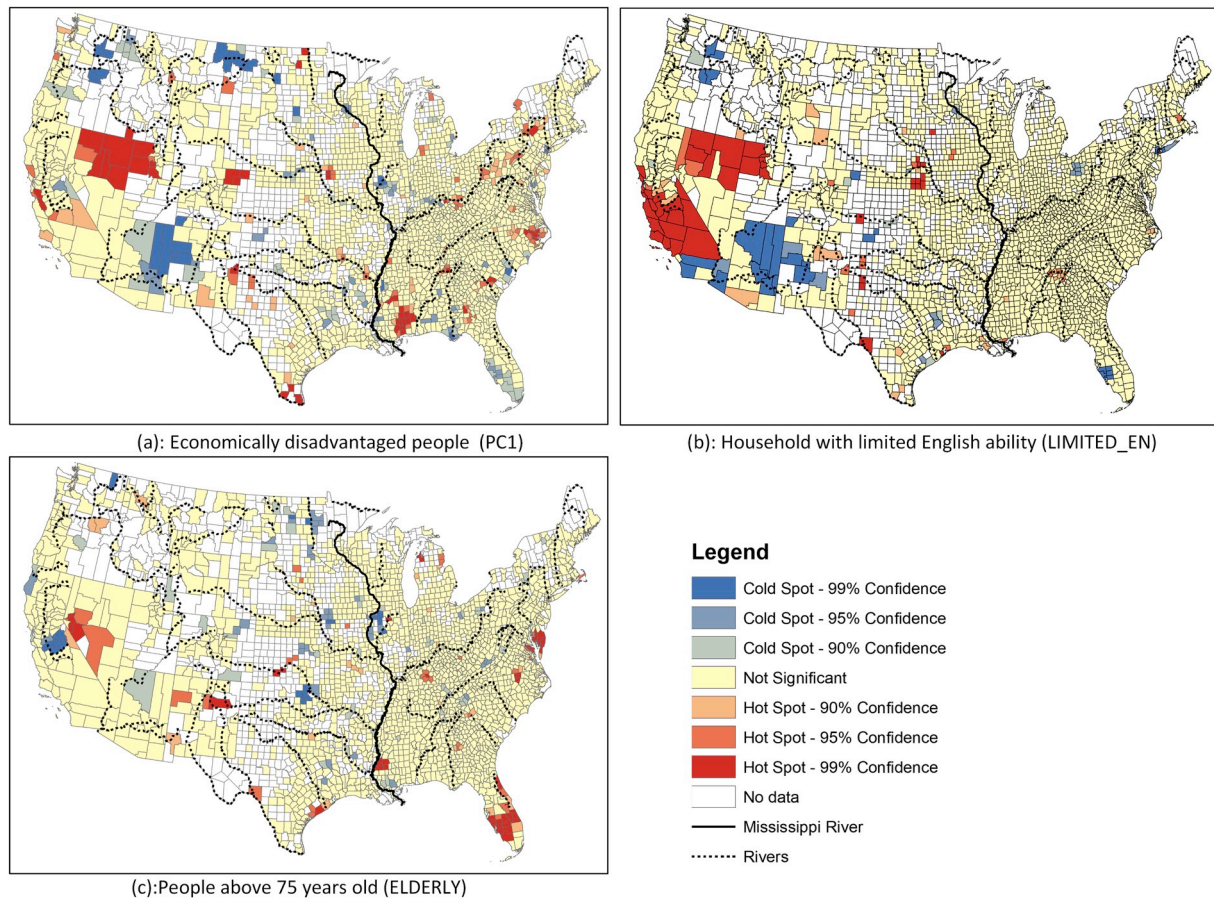 (a): Economically disadvantaged people (PC1)
(b): Household with limited English ability (LIMITED_EN)
Legend
Cold Spot - 99% Confidence
Cold Spot - 95% Confidence
Cold Spot - 90% Confidence
Not Significant
Hot Spot - 90% Confidence
Hot Spot - 95% Confidence
Hot Spot - 99% Confidence
No data
Mississippi River
Rivers
(c):People above 75 years old (ELDERLY)